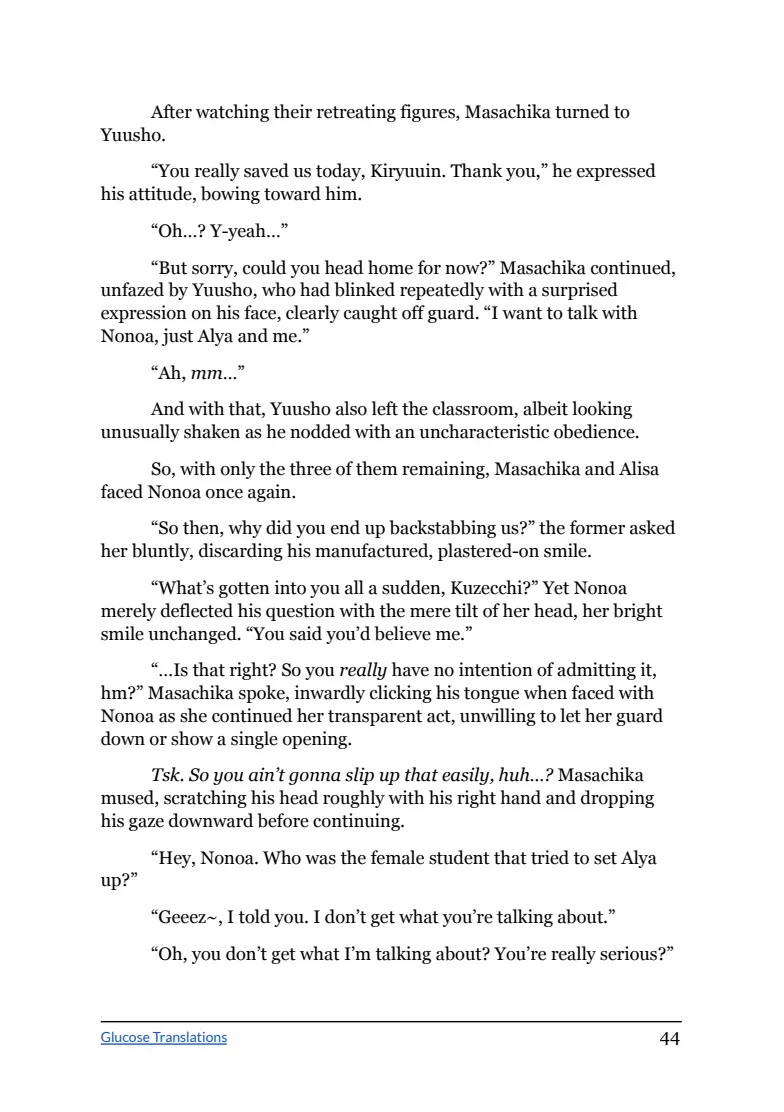 After watching their retreating figures, Masachika turned to
Yuusho.
“You really saved us today, Kiryuuin. Thank you,” he expressed
his attitude, bowing toward him.
“Oh...? Y-yeah...”
“But sorry, could you head home for now?” Masachika continued,
unfazed by Yuusho, who had blinked repeatedly with a surprised
expression on his face, clearly caught off guard. “I want to talk with
Nonoa, just Alya and me.”
“Ah, mm...”
And with that, Yuusho also left the classroom, albeit looking
unusually shaken as he nodded with an uncharacteristic obedience.
So, with only the three of them remaining, Masachika and Alisa
faced Nonoa once again.
“So then, why did you end up backstabbing us?” the former asked
her bluntly, discarding his manufactured, plastered-on smile.
“What’s gotten into you all a sudden, Kuzecchi?” Yet Nonoa
merely deflected his question with the mere tilt of her head, her bright
smile unchanged. “You said you’d believe me.”
“...Is that right? So you really have no intention of admitting it,
hm?” Masachika spoke, inwardly clicking his tongue when faced with
Nonoa as she continued her transparent act, unwilling to let her guard
down or show a single opening.
Tsk. So you ain’t gonna slip up that easily, huh...? Masachika
mused, scratching his head roughly with his right hand and dropping
his gaze downward before continuing.
“Hey, Nonoa. Who was the female student that tried to set Alya
up?”
“Geeez~, I told you. I don’t get what you’re talking about.”
“Oh, you don’t get what I’m talking about? You’re really serious?”
Glucose Translations
44